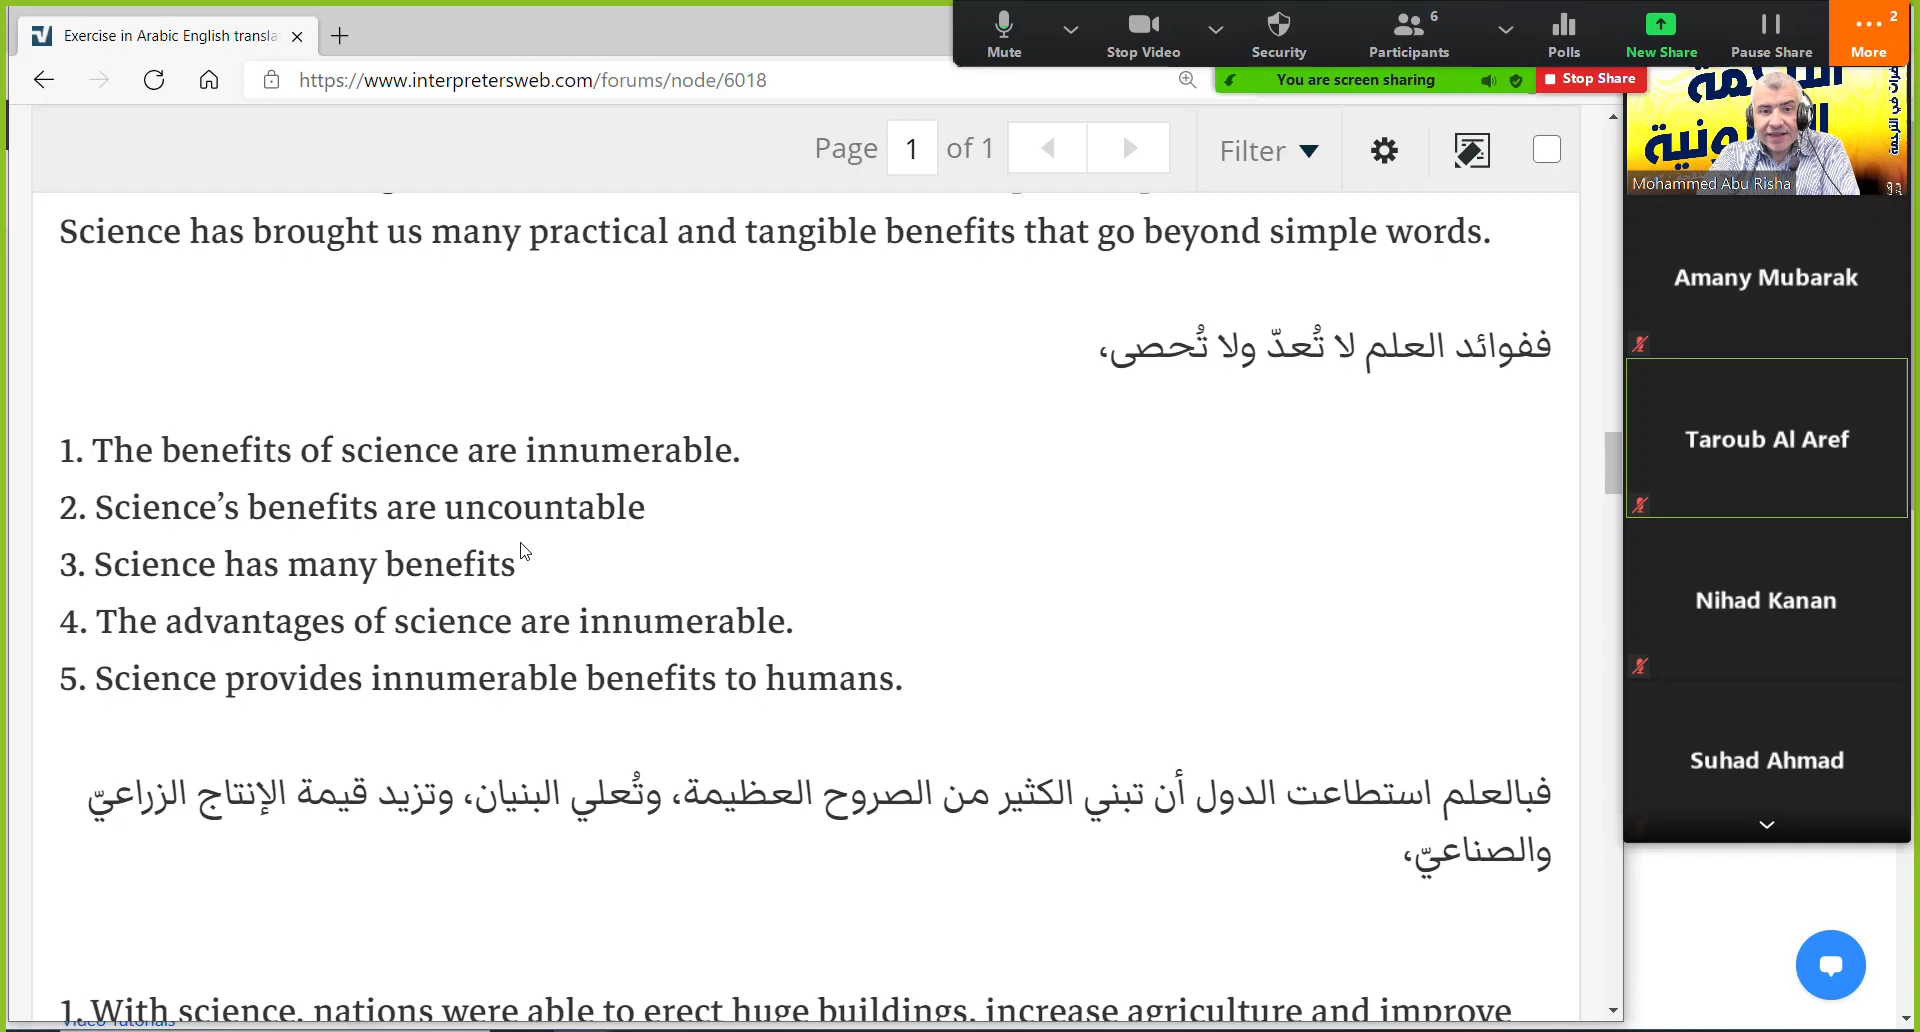 Exercise in Arabic English transla
https://www.interpretersweb.com/forums/node/6018
Mute
Stop Video
Security
6
Participants
Polls
New Share
Pause Share
2
More
You are screen sharing
Stop Share
Page 1 of 1
Filter
Science has brought us many practical and tangible benefits that go beyond simple words.
ففوائد العلم لا تُعدّ ولا تُحصى،
1. The benefits of science are innumerable.
2. Science’s benefits are uncountable
3. Science has many benefits
4. The advantages of science are innumerable.
5. Science provides innumerable benefits to humans.
فبالعلم استطاعت الدول أن تبني الكثير من الصروح العظيمة، وتُعلي البنيان، وتزيد قيمة الإنتاج الزراعيّ
والصناعيّ،
1. With science, nations were able to erect huge buildings, increase agriculture and improve
Video Tutorials
Mohammed Abu Risha
Amany Mubarak
Taroub Al Aref
Nihad Kanan
Suhad Ahmad